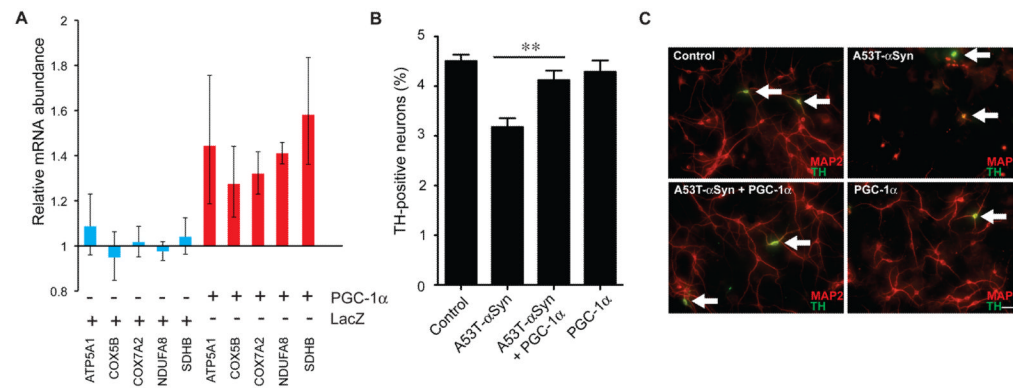 A
Relative mRNA abundance
2
1.8
1.6
1.4
1.2
1
0.8
- - - - - + + + + + + PGC-1α
+ + + + + - - - - - LacZ
ATP5A1
COX5B
COX7A2
NDUFA8
SDHB
ATP5A1
COX5B
COX7A2
NDUFA8
SDHB
B
TH-positive neurons (%)
5
4
3
2
1
0
**
Control
A53T-αSyn
A53T-αSyn
+ PGC-1α
PGC-1α
C
Control
MAP2
TH
A53T-αSyn
MAP2
TH
A53T-αSyn + PGC-1α
MAP2
TH
PGC-1α
MAP2
TH